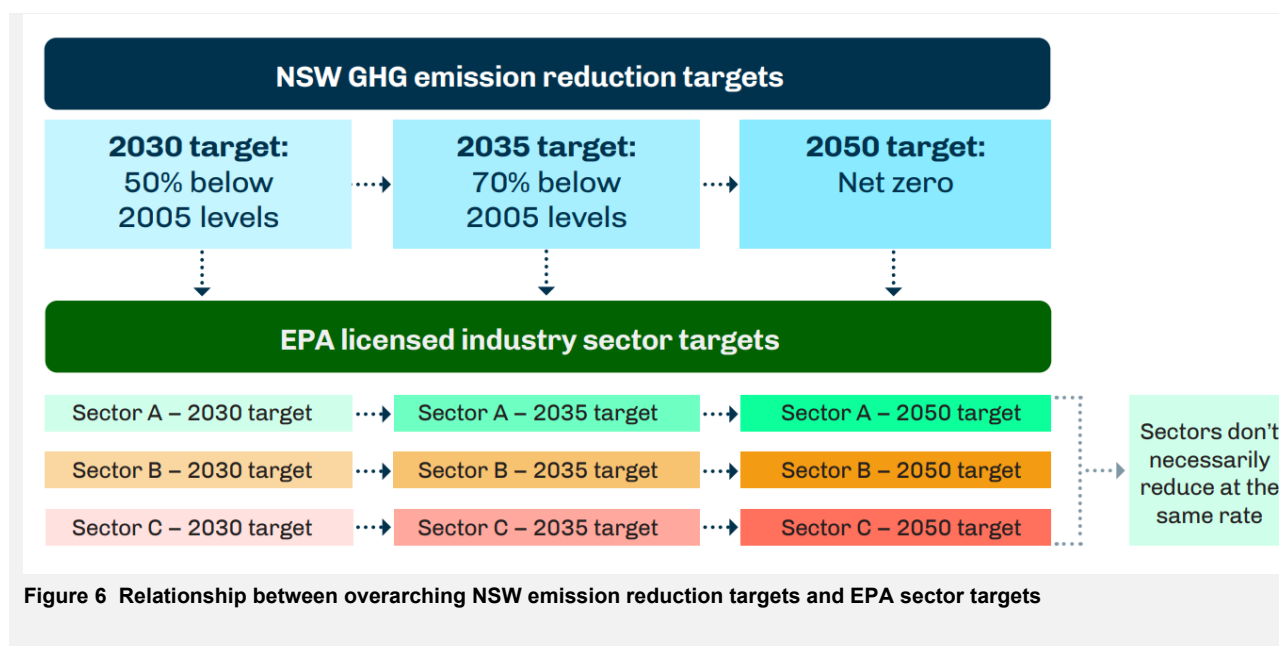 NSW GHG emission reduction targets
2030 target:
50% below
2005 levels
2035 target:
70% below
2005 levels
2050 target:
Net zero
EPA licensed industry sector targets
Sector A – 2030 target
Sector A – 2035 target
Sector A – 2050 target
Sector B – 2030 target
Sector B – 2035 target
Sector B – 2050 target
Sector C – 2030 target
Sector C – 2035 target
Sector C – 2050 target
Sectors don't
necessarily
reduce at the
same rate
Figure 6  Relationship between overarching NSW emission reduction targets and EPA sector targets